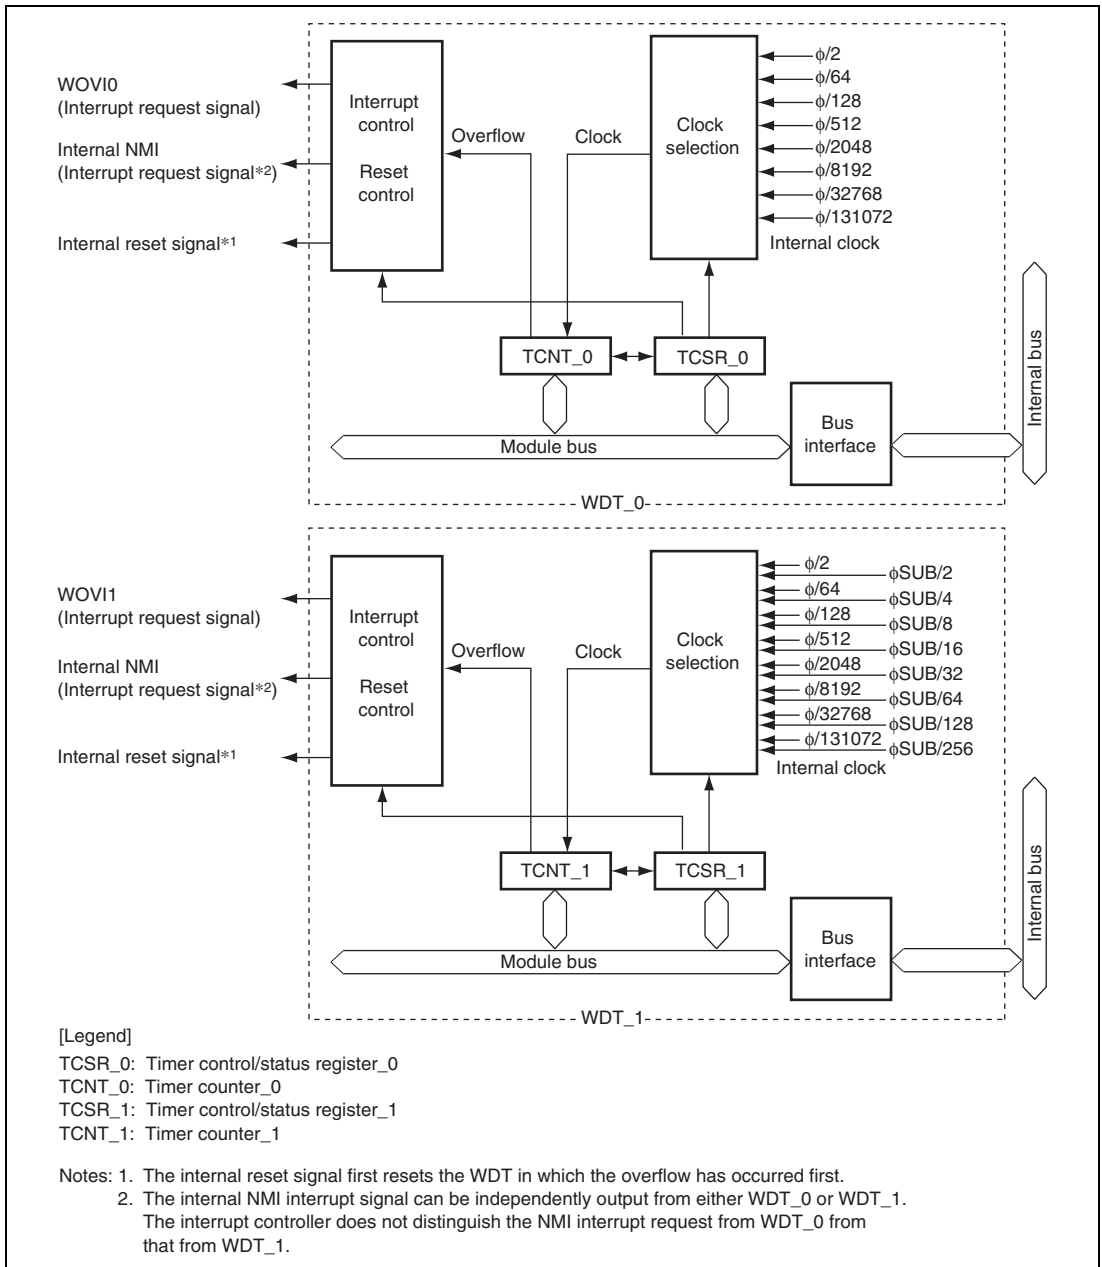 WOVI0
(Interrupt request signal)
Internal NMI
(Interrupt request signal*2)
Internal reset signal*1
Interrupt
control
Reset
control
Overflow
Clock
Clock
selection
φ/2
φ/64
φ/128
φ/512
φ/2048
φ/8192
φ/32768
φ/131072
Internal clock
TCNT_0
TCSR_0
Module bus
Bus
interface
Internal bus
WDT_0
WOVI1
(Interrupt request signal)
Internal NMI
(Interrupt request signal*2)
Internal reset signal*1
Interrupt
control
Reset
control
Overflow
Clock
Clock
selection
φ/2
φSUB/2
φ/64
φSUB/4
φ/128
φSUB/8
φ/512
φSUB/16
φ/2048
φSUB/32
φ/8192
φSUB/64
φ/32768
φSUB/128
φ/131072
φSUB/256
Internal clock
TCNT_1
TCSR_1
Module bus
Bus
interface
Internal bus
WDT_1
[Legend]
TCSR_0: Timer control/status register_0
TCNT_0: Timer counter_0
TCSR_1: Timer control/status register_1
TCNT_1: Timer counter_1
Notes: 1. The internal reset signal first resets the WDT in which the overflow has occurred first.
2. The internal NMI interrupt signal can be independently output from either WDT_0 or WDT_1.
The interrupt controller does not distinguish the NMI interrupt request from WDT_0 from
that from WDT_1.